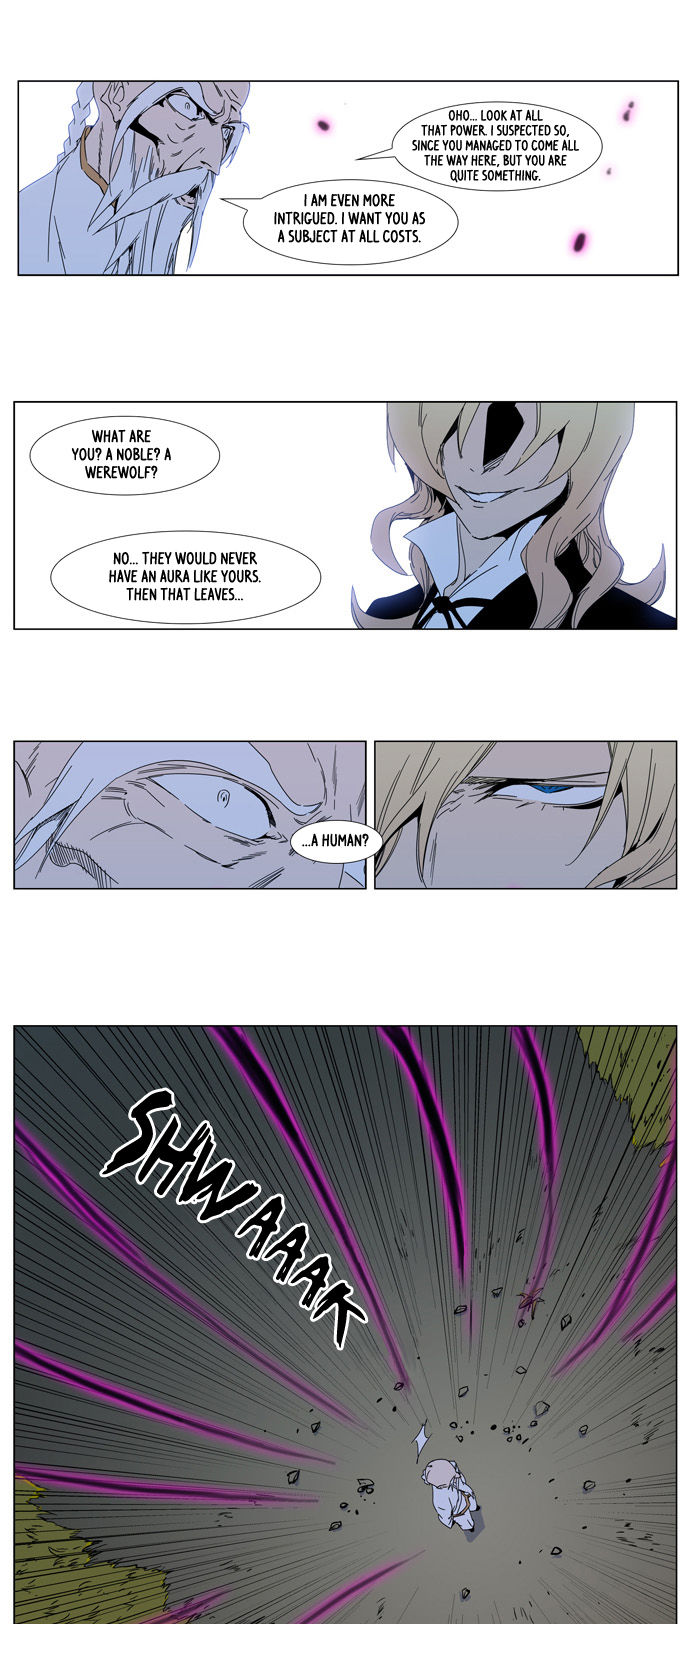 OHO... LOOK AT ALL
THAT POWER. I SUSPECTED SO,
SINCE YOU MANAGED TO COME ALL
THE WAY HERE, BUT YOU ARE
QUITE SOMETHING.
I AM EVEN MORE
INTRIGUED. I WANT YOU AS
A SUBJECT AT ALL COSTS.
WHAT ARE
YOU? A NOBLE? A
WEREWOLF?
NO... THEY WOULD NEVER
HAVE AN AURA LIKE YOURS.
THEN THAT LEAVES...
...A HUMAN?
SHWAAAK